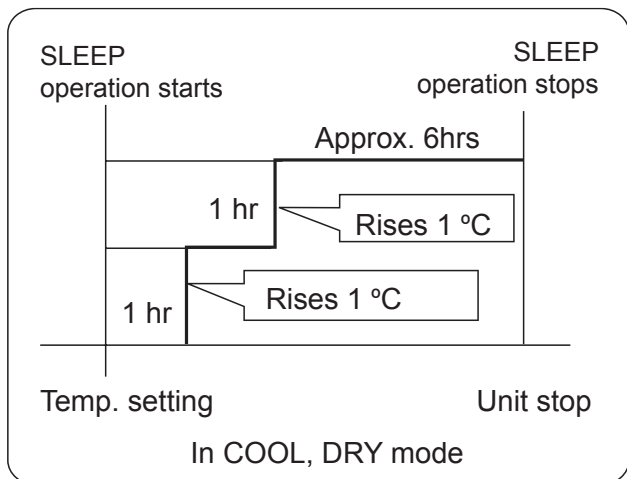 SLEEP
operation starts
SLEEP
operation stops
Approx. 6hrs
1 hr
Rises 1 ºC
1 hr
Rises 1 ºC
Temp. setting
Unit stop
In COOL, DRY mode